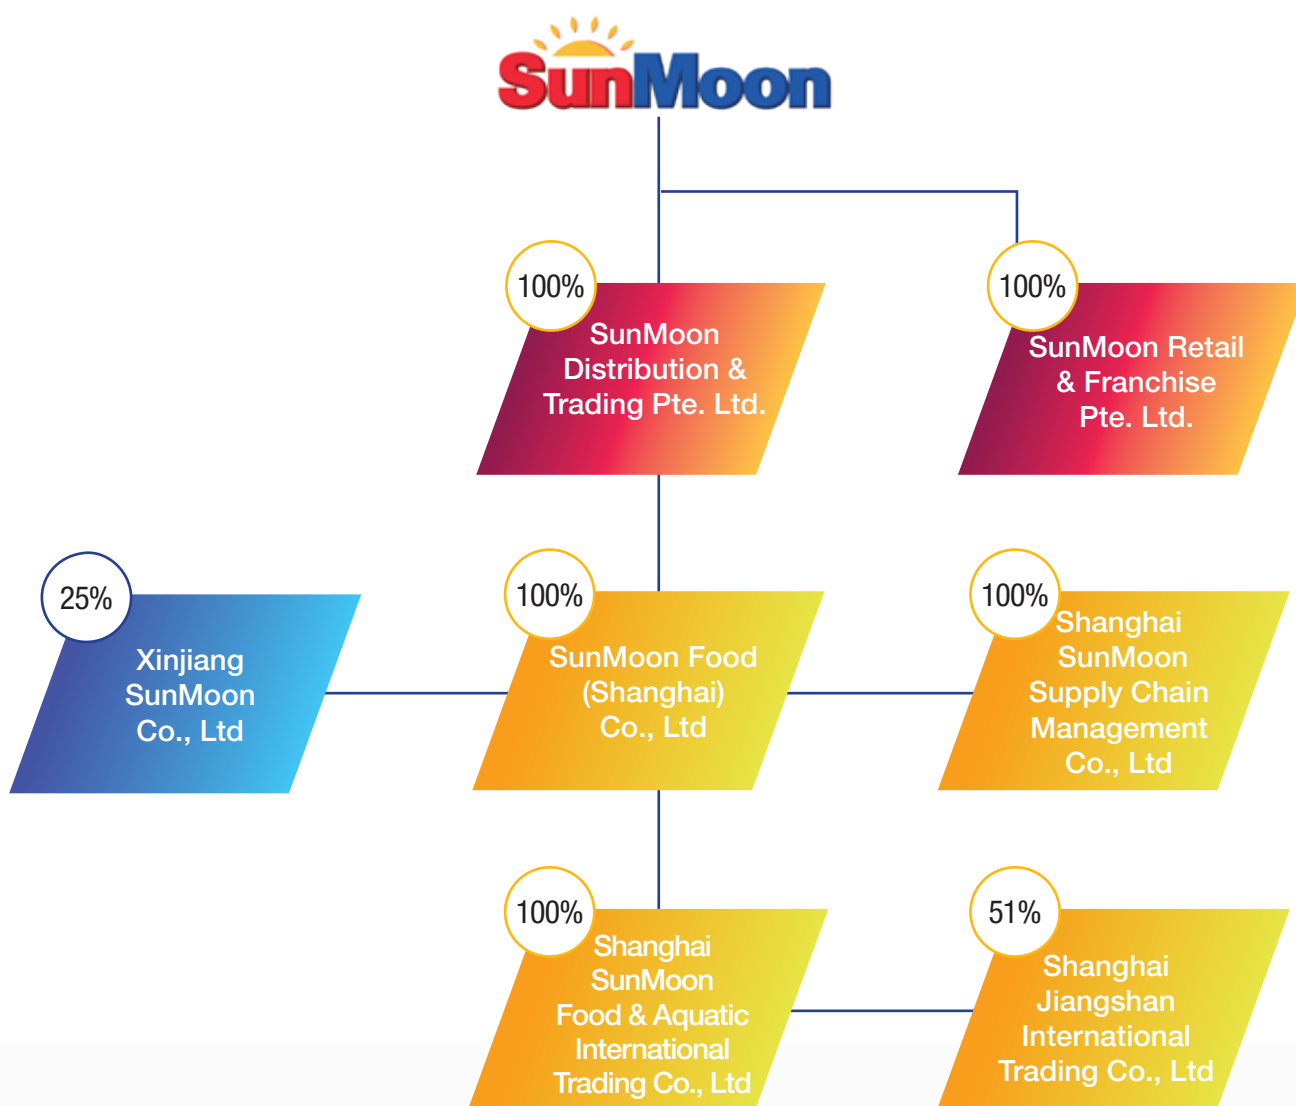 SunMoon
100%
SunMoon
Distribution &
Trading Pte. Ltd.
100%
SunMoon Retail
& Franchise
Pte. Ltd.
25%
Xinjiang
SunMoon
Co., Ltd
100%
SunMoon Food
(Shanghai)
Co., Ltd
100%
Shanghai
SunMoon
Supply Chain
Management
Co., Ltd
100%
Shanghai
SunMoon
Food & Aquatic
International
Trading Co., Ltd
51%
Shanghai
Jiangshan
International
Trading Co., Ltd